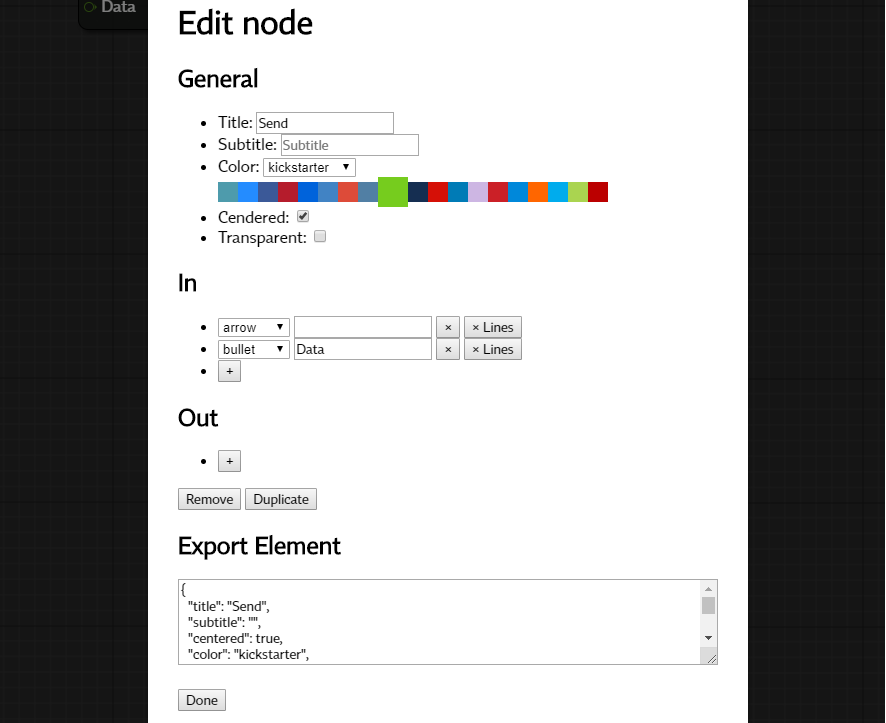 Data
Edit node
General
Title: Send
Subtitle: Subtitle
Color: kickstarter
Cendered:
Transparent:
In
arrow × × Lines
bullet Data × × Lines
+
Out
+
Remove Duplicate
Export Element
{
"title": "Send",
"subtitle": "",
"centered": true,
"color": "kickstarter",
Done